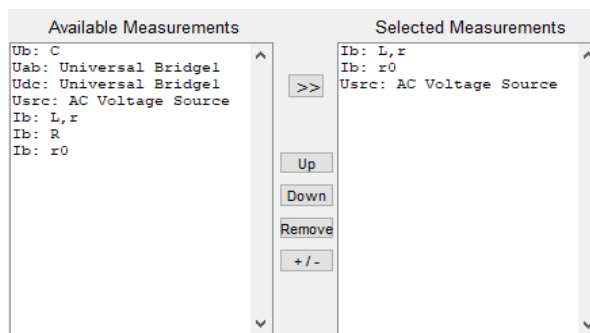 Available Measurements
Ub: C
Uab: Universal Bridge1
Udc: Universal Bridge1
Usrc: AC Voltage Source
Ib: L,r
Ib: R
Ib: r0
>>
Up
Down
Remove
+ / -
Selected Measurements
Ib: L,r
Ib: r0
Usrc: AC Voltage Source